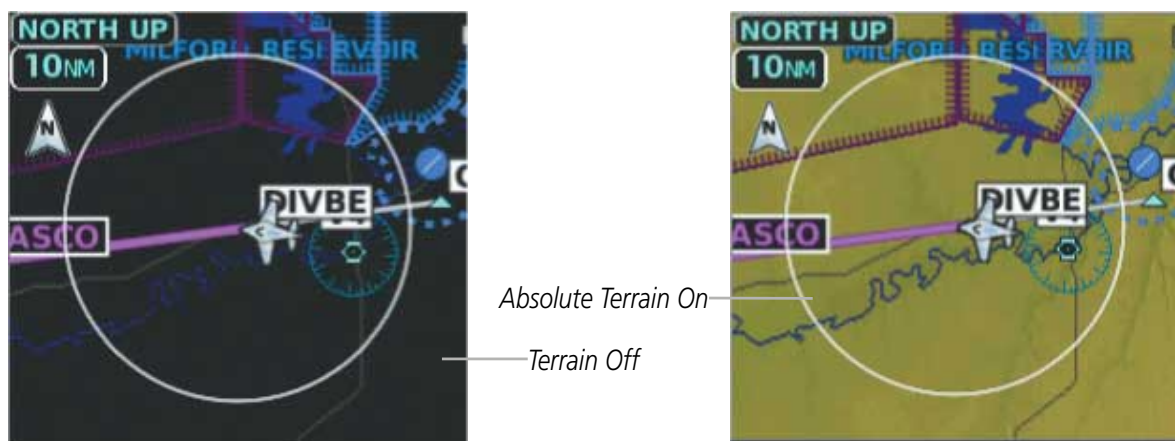 NORTH UP
MILFORD RESERVOIR
10NM
N
DIVBE
ASCO
NORTH UP
MILFORD RESERVOIR
10NM
N
DIVBE
ASCO
Absolute Terrain On
Terrain Off